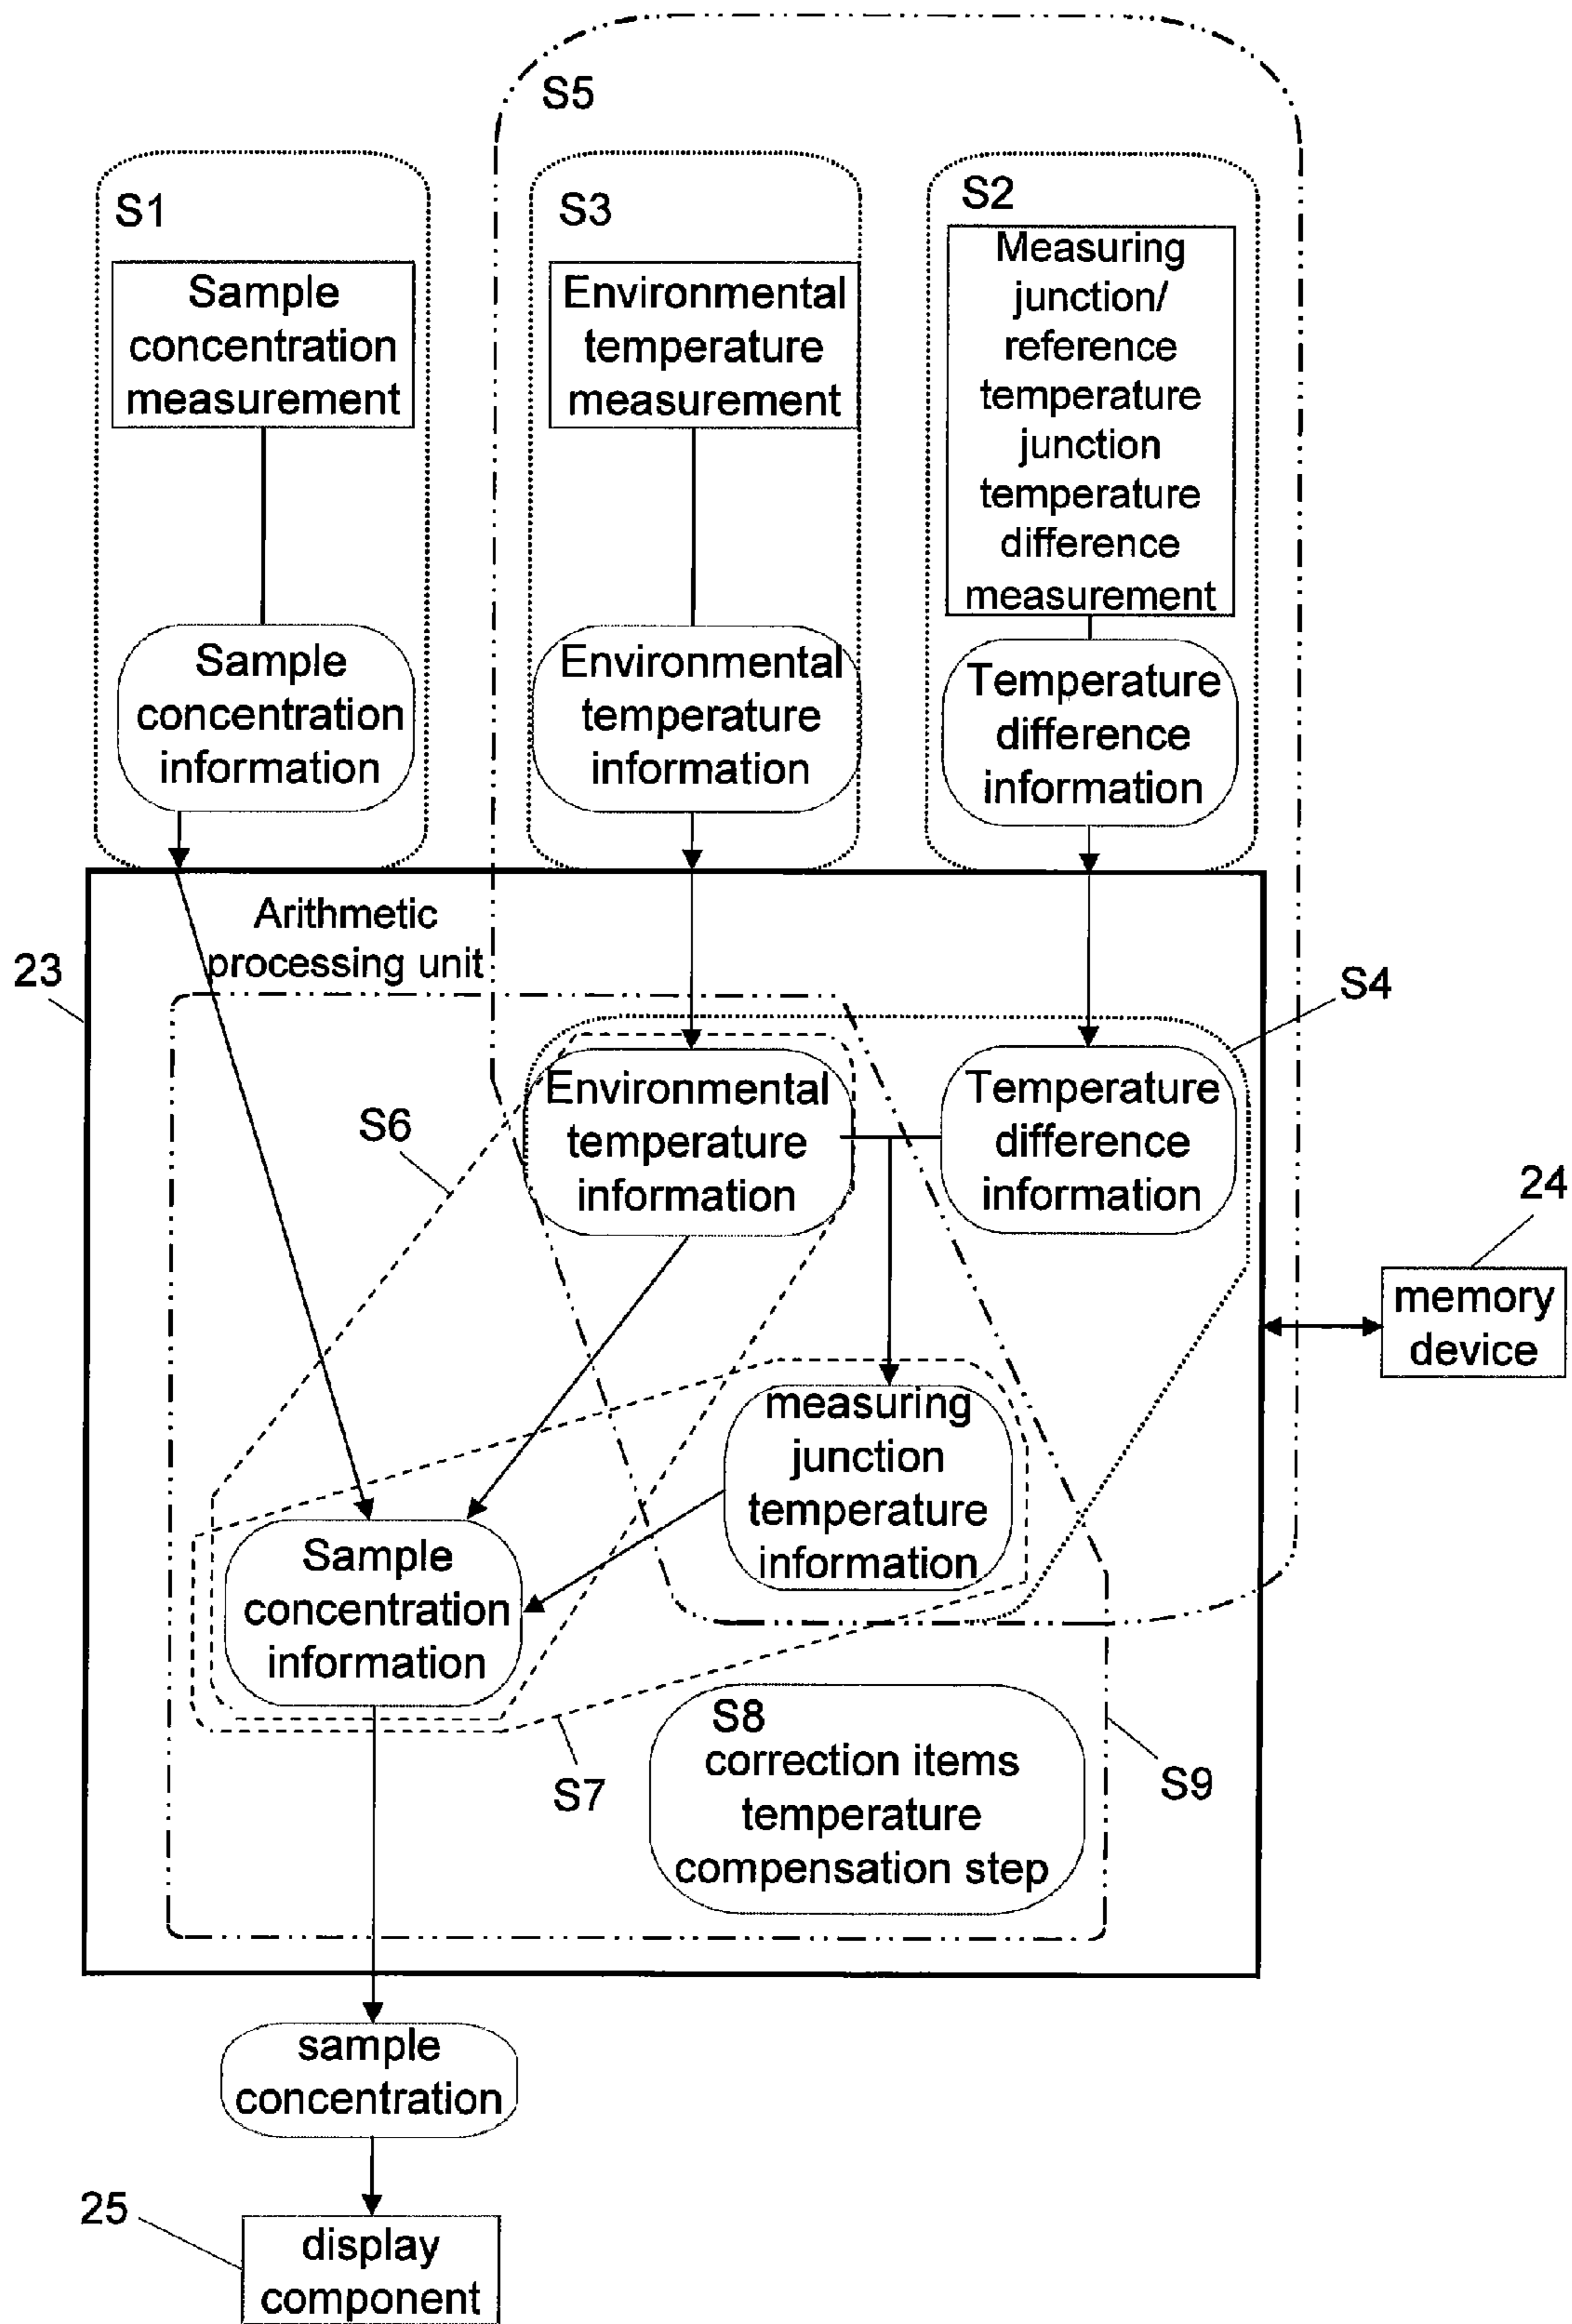 S5
S1
Sample
concentration
measurement
Sample
concentration
information
S3
Environmental
temperature
measurement
Environmental
temperature
information
S2
Measuring
junction/
reference
temperature
junction
temperature
difference
measurement
Temperature
difference
information
23
Arithmetic
processing unit
S4
Environmental
temperature
information
Temperature
difference
information
S6
24
memory
device
measuring
junction
temperature
information
Sample
concentration
information
S7
S8
correction items
temperature
compensation step
S9
sample
concentration
25
display
component